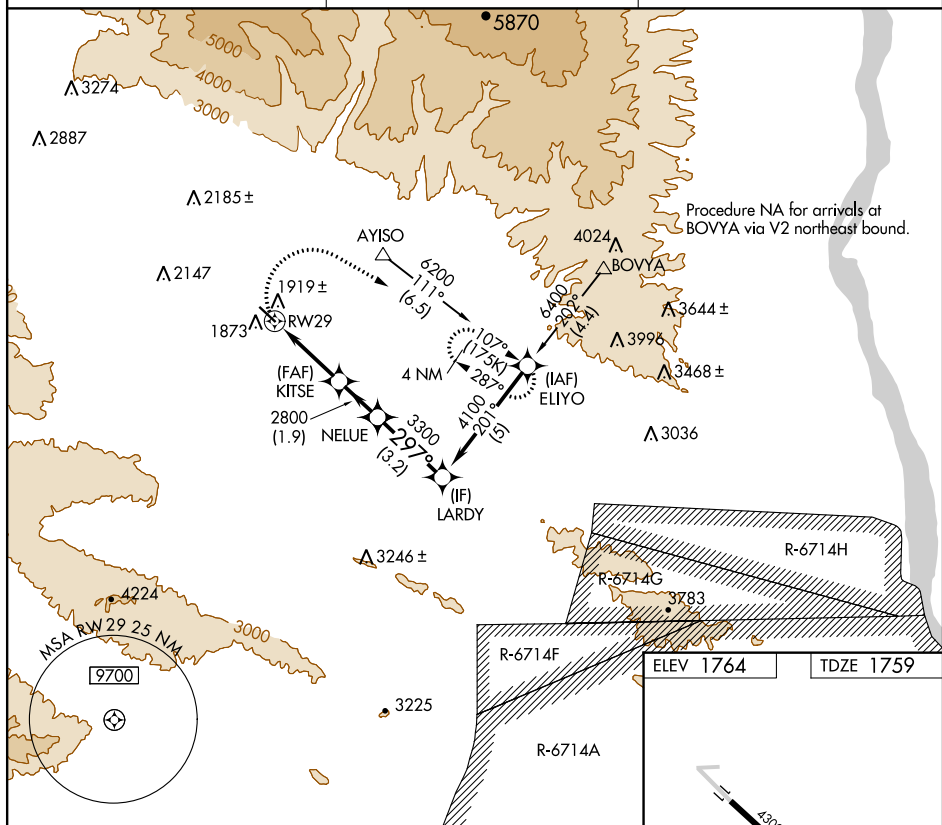 5870
5000
4000
3000
3274
2887
2185 ±
Procedure NA for arrivals at
BOVYA via V2 northeast bound.
4024
AYISO
BOVYA
6200
111°
(6.5)
2147
6400
202°
(4.4)
1919 ±
1873
RW29
3644 ±
107°
(175K)
287°
4 NM
3996
3468 ±
(FAF)
KITSE
(IAF)
ELIYO
2800
(1.9)
NELUE
3300
297°
(3.2)
4100
201°
(5)
3036
(IF)
LARDY
3246 ±
R-6714H
R-6714G
3783
4224
3000
MSA RW 29 25 NM
9700
R-6714F
ELEV 1764
TDZE 1759
3225
R-6714A